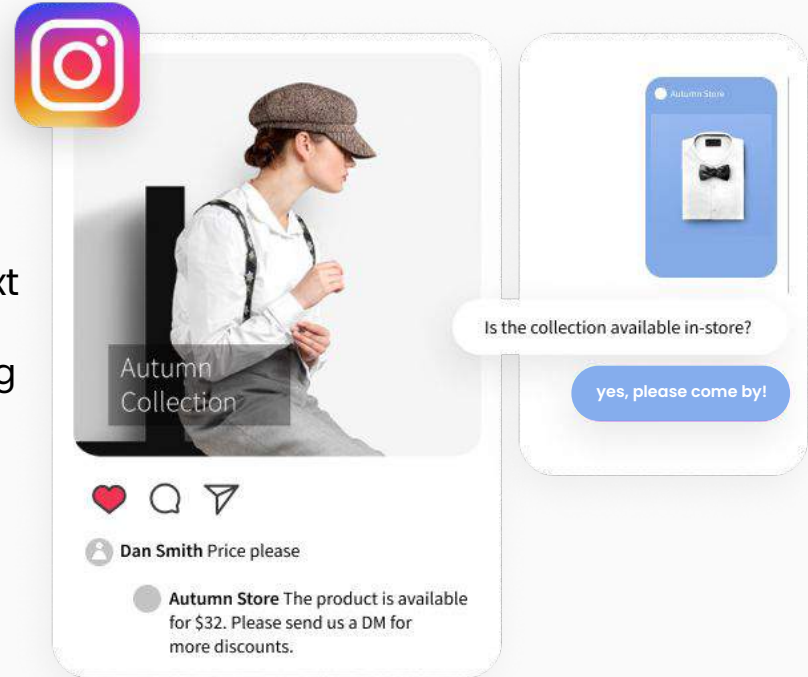 xt
g
Autumn
Collection
Dan Smith Price please
Autumn Store The product is available
for $32. Please send us a DM for
more discounts.
Autumn Store
Is the collection available in-store?
yes, please come by!